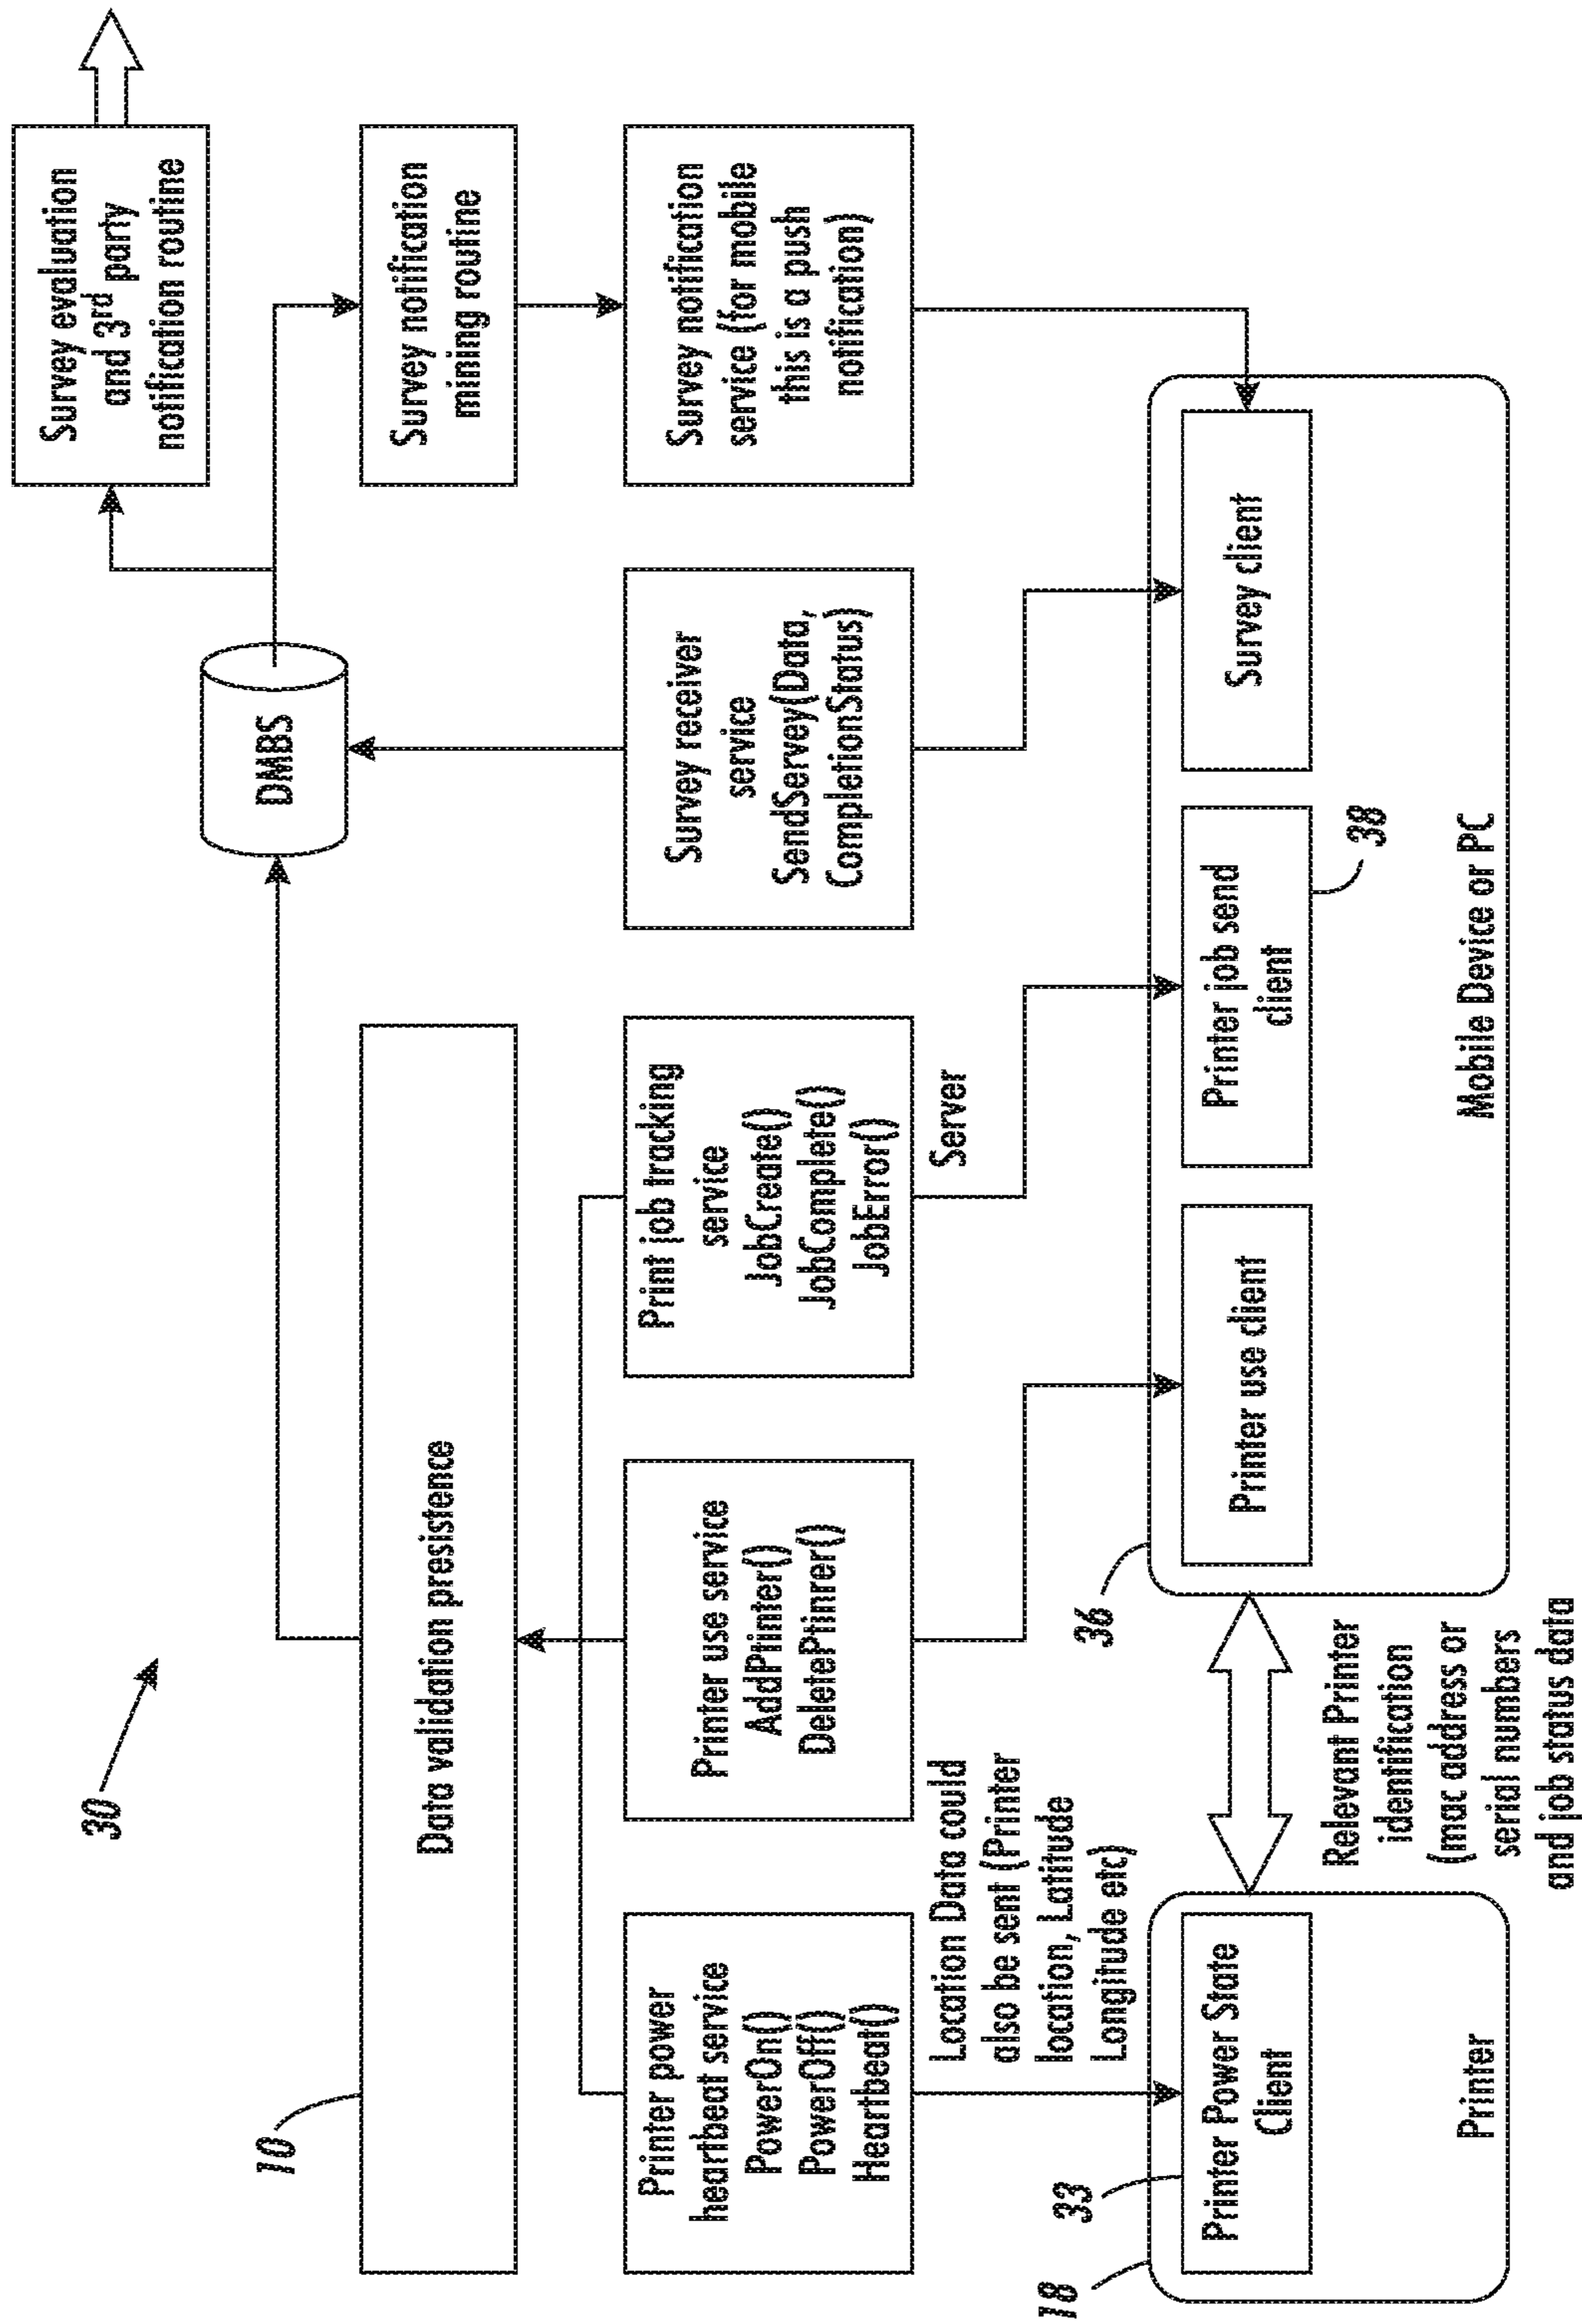 30
10
Survey evaluation
and 3rd party
notification routine
DMBS
Data validation presistence
Survey notification
mining routine
Printer power
heartbeat service
PowerOn()
PowerOff()
Heartbeat()
Printer use service
AddPrinter()
DeletePtinrer()
Print job tracking
service
JobCreate()
JobComplete()
JobError()
Survey receiver
service
SendServey(Data,
CompletionStatus)
Survey notification
service (for mobile
this is a push
notification)
Location Data could
also be sent (Printer
location, Latitude
Longitude etc)
Server
18
33
Printer Power State
Client
Printer
36
Relevant Printer
identification
(mac address or
serial numbers
and job status data
Printer use client
Printer job send
client
38
Survey client
Mobile Device or PC